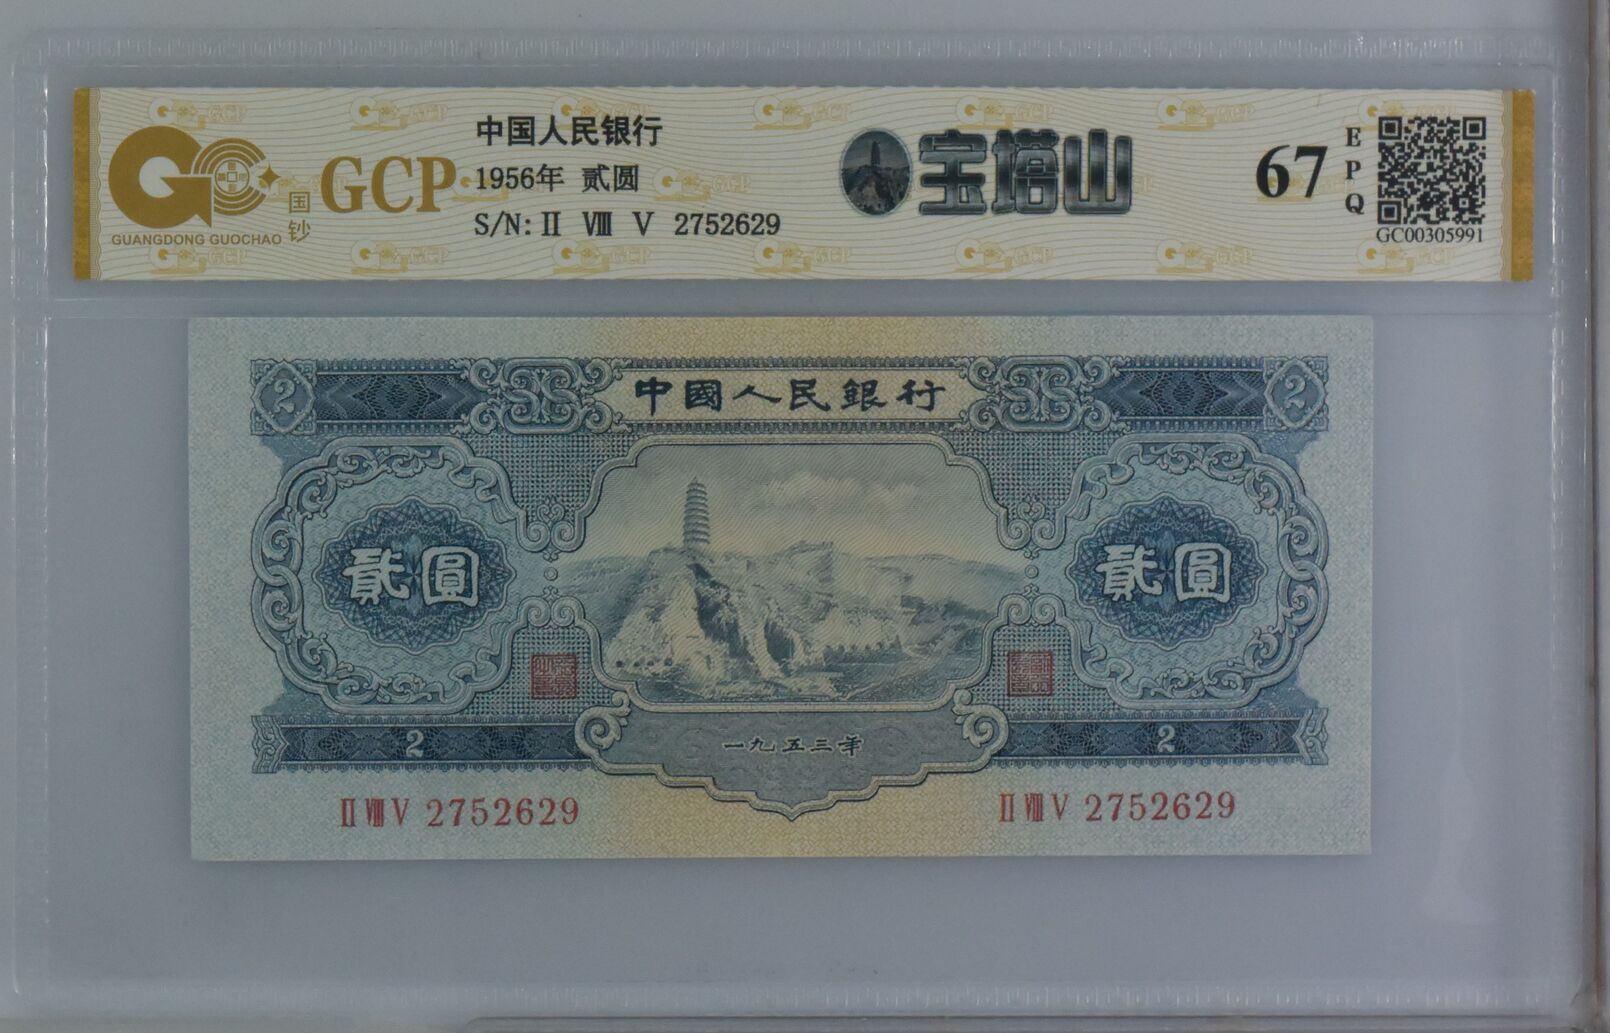 GCP
国钞
GUANGDONG GUOCHAO
中国人民银行
1956年 贰圆
S/N: II VIII V 2752629
宝塔山
67
EPQ
GC00305991
2
中國人民銀行
2
貳圓
貳圓
2
一九五三年
2
II VIII V 2752629
II VIII V 2752629